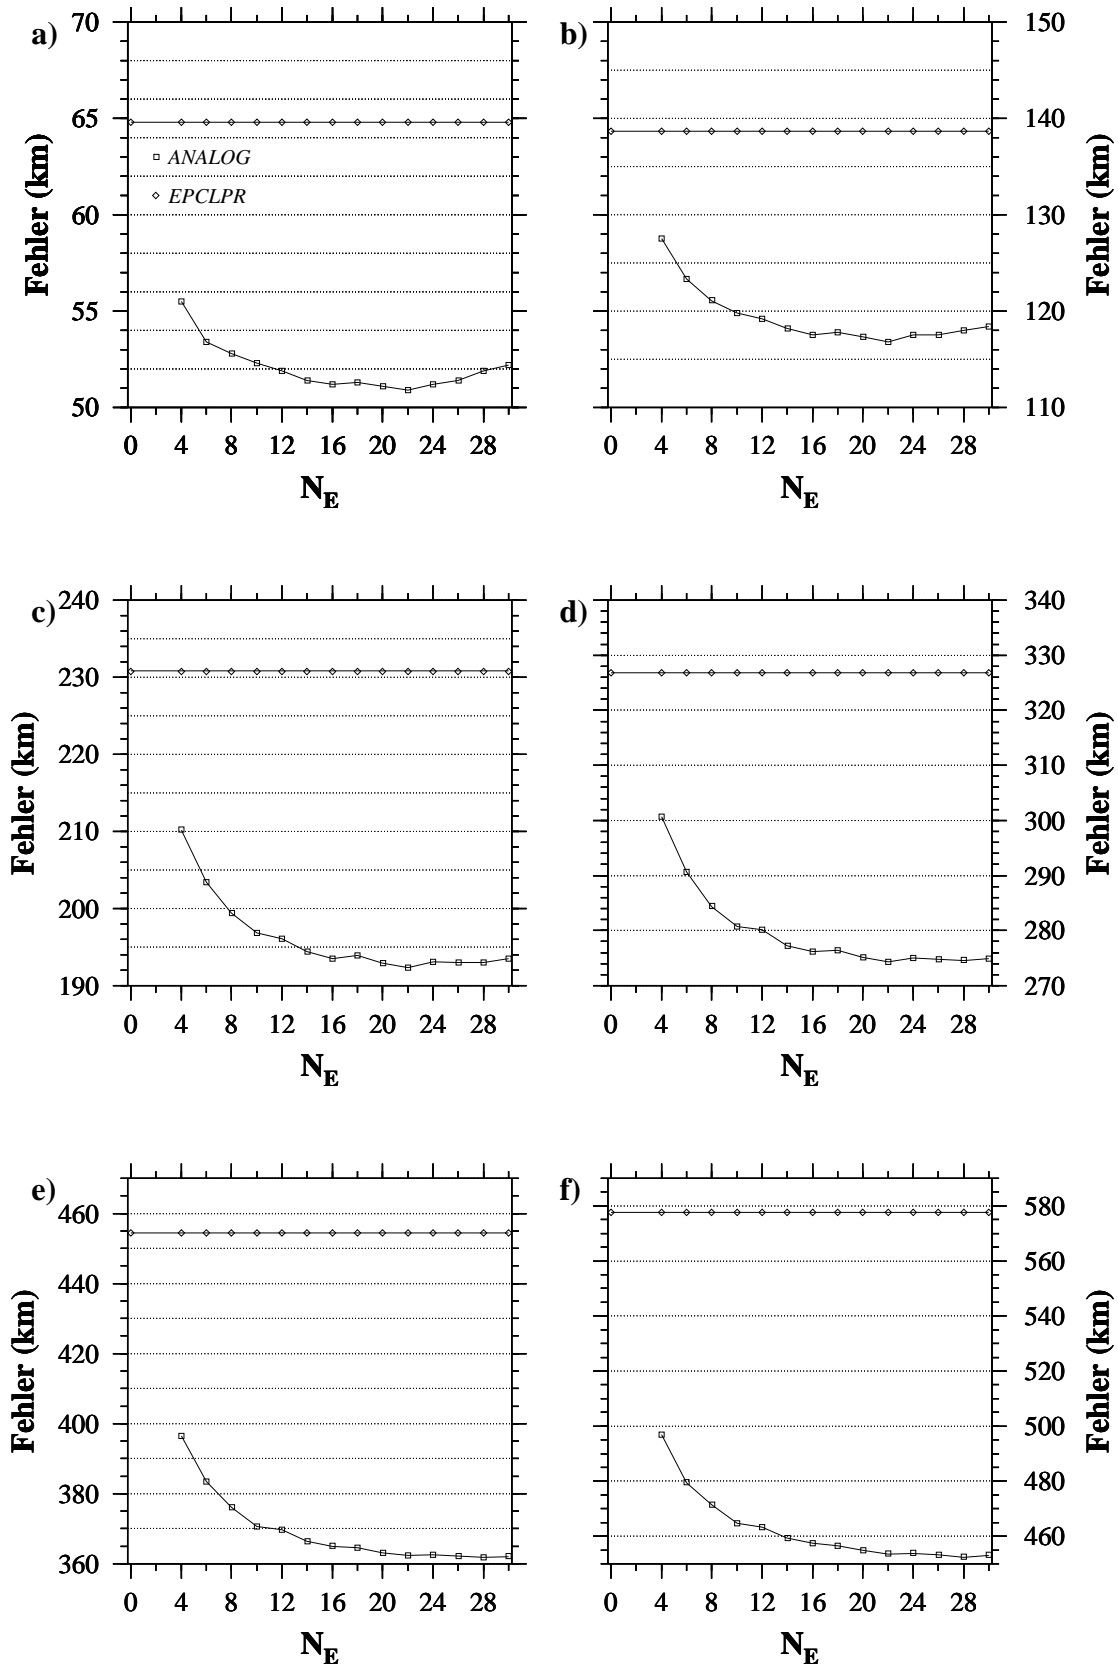 a)
70
65
60
55
50
Fehler (km)
ANALOG
EPCLPR
0 4 8 12 16 20 24 28
N_E
b)
150
140
130
120
110
Fehler (km)
0 4 8 12 16 20 24 28
N_E
c)
240
230
220
210
200
190
Fehler (km)
0 4 8 12 16 20 24 28
N_E
d)
340
330
320
310
300
290
280
270
Fehler (km)
0 4 8 12 16 20 24 28
N_E
e)
460
440
420
400
380
360
Fehler (km)
0 4 8 12 16 20 24 28
N_E
f)
580
560
540
520
500
480
460
Fehler (km)
0 4 8 12 16 20 24 28
N_E